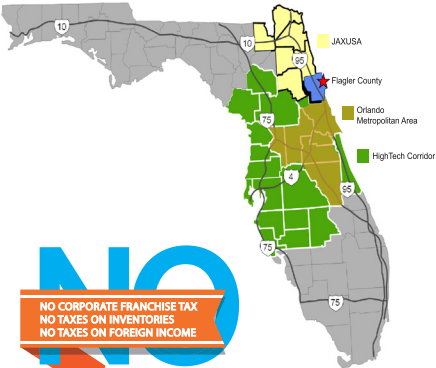 10
10
JAXUSA
95
Flagler County
Orlando
Metropolitan Area
75
HighTech Corridor
4
95
75
75
NO
NO CORPORATE FRANCHISE TAX
NO TAXES ON INVENTORIES
NO TAXES ON FOREIGN INCOME